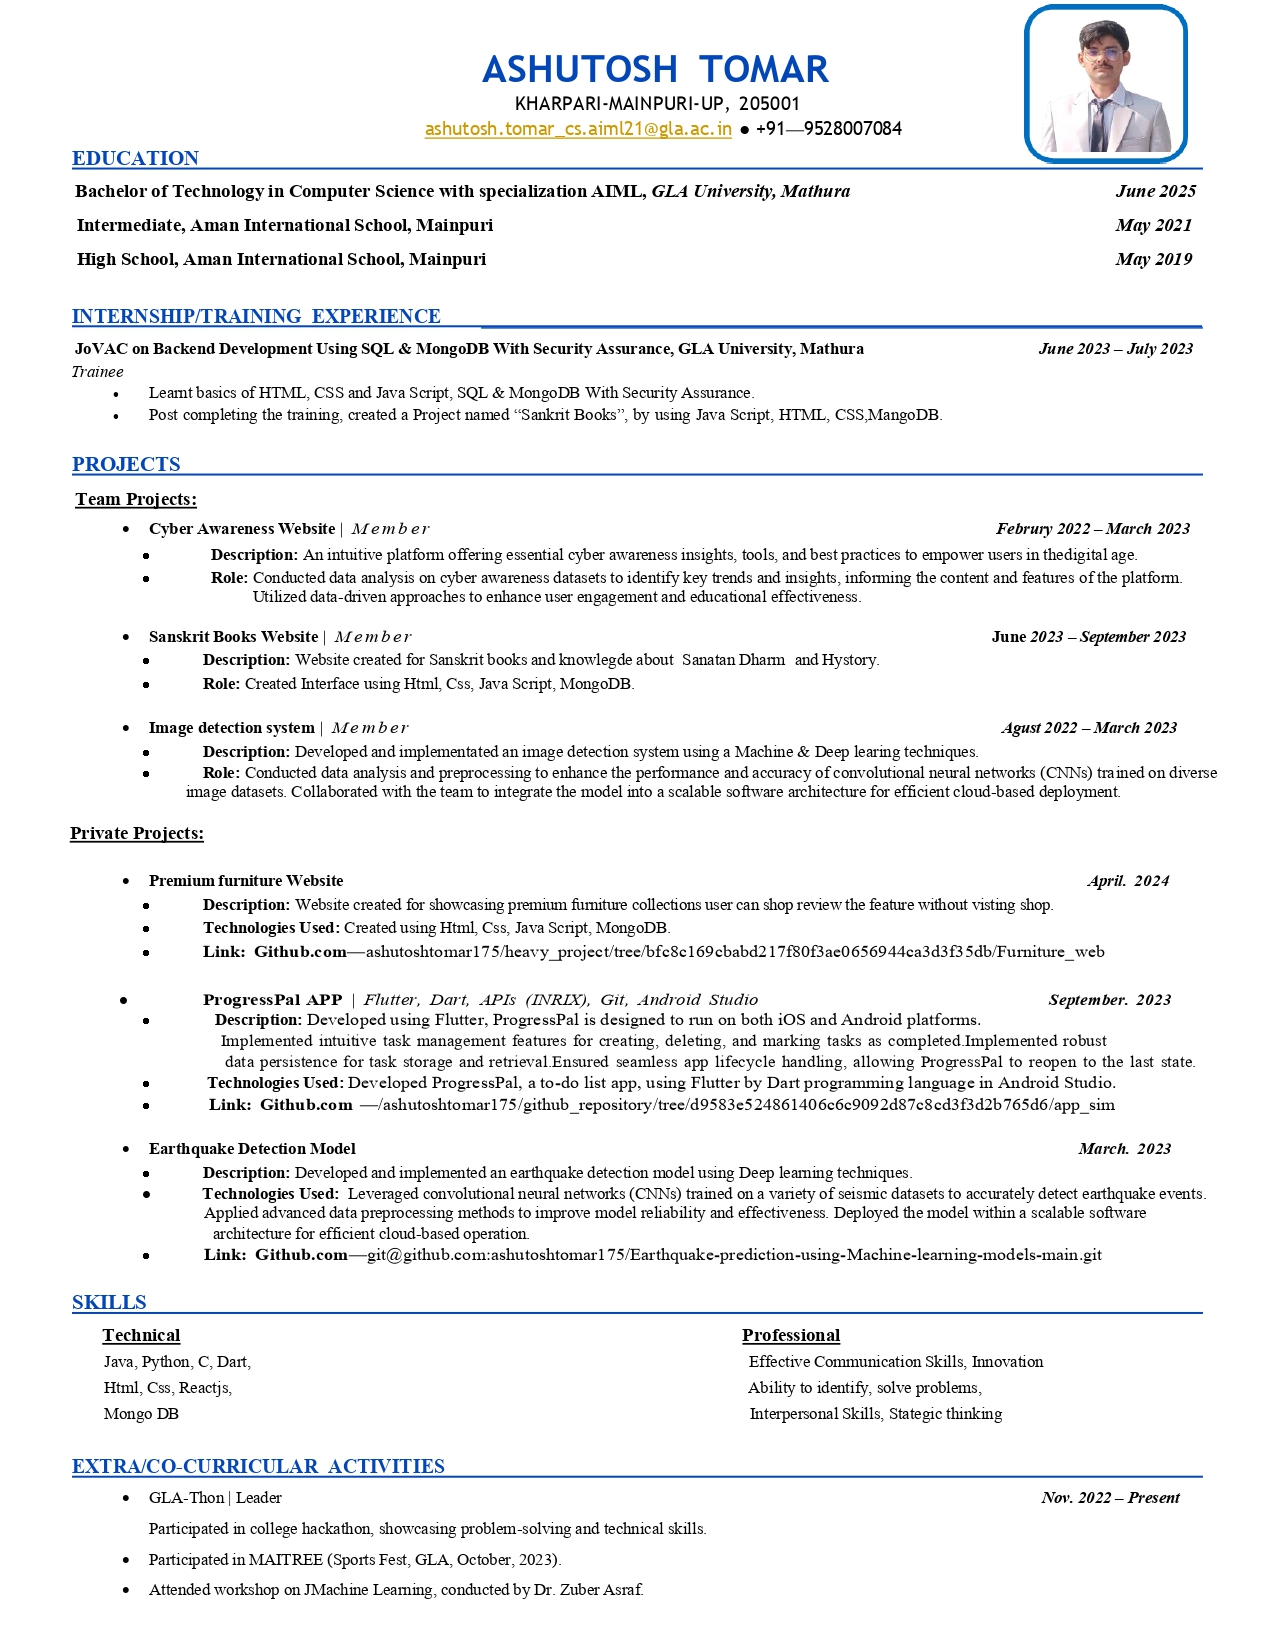 ASHUTOSH TOMAR
KHARPARI-MAINPURI-UP, 205001
ashutosh.tomar_cs.aiml21@gla.ac.in ● +91—9528007084
EDUCATION
Bachelor of Technology in Computer Science with specialization AIML, GLA University, Mathura June 2025
Intermediate, Aman International School, Mainpuri May 2021
High School, Aman International School, Mainpuri May 2019
INTERNSHIP/TRAINING EXPERIENCE
JoVAC on Backend Development Using SQL & MongoDB With Security Assurance, GLA University, Mathura June 2023 – July 2023
Trainee
• Learnt basics of HTML, CSS and Java Script, SQL & MongoDB With Security Assurance.
• Post completing the training, created a Project named “Sankrit Books”, by using Java Script, HTML, CSS,MangoDB.
PROJECTS
Team Projects:
• Cyber Awareness Website | Member Februry 2022 – March 2023
• Description: An intuitive platform offering essential cyber awareness insights, tools, and best practices to empower users in thedigital age.
• Role: Conducted data analysis on cyber awareness datasets to identify key trends and insights, informing the content and features of the platform.
Utilized data-driven approaches to enhance user engagement and educational effectiveness.
• Sanskrit Books Website | Member June 2023 – September 2023
• Description: Website created for Sanskrit books and knowlegde about Sanatan Dharm and Hystory.
• Role: Created Interface using Html, Css, Java Script, MongoDB.
• Image detection system | Member Agust 2022 – March 2023
• Description: Developed and implementated an image detection system using a Machine & Deep learing techniques.
• Role: Conducted data analysis and preprocessing to enhance the performance and accuracy of convolutional neural networks (CNNs) trained on diverse
image datasets. Collaborated with the team to integrate the model into a scalable software architecture for efficient cloud-based deployment.
Private Projects:
• Premium furniture Website April. 2024
• Description: Website created for showcasing premium furniture collections user can shop review the feature without visting shop.
• Technologies Used: Created using Html, Css, Java Script, MongoDB.
• Link: Github.com—ashutoshtomar175/heavy_project/tree/bfc8c169cbabd217f80f3ae0656944ca3d3f35db/Furniture_web
• ProgressPal APP | Flutter, Dart, APIs (INRIX), Git, Android Studio September. 2023
• Description: Developed using Flutter, ProgressPal is designed to run on both iOS and Android platforms.
Implemented intuitive task management features for creating, deleting, and marking tasks as completed.Implemented robust
data persistence for task storage and retrieval.Ensured seamless app lifecycle handling, allowing ProgressPal to reopen to the last state.
• Technologies Used: Developed ProgressPal, a to-do list app, using Flutter by Dart programming language in Android Studio.
• Link: Github.com —/ashutoshtomar175/github_repository/tree/d9583e524861406c6c9092d87c8cd3f3d2b765d6/app_sim
• Earthquake Detection Model March. 2023
• Description: Developed and implemented an earthquake detection model using Deep learning techniques.
• Technologies Used: Leveraged convolutional neural networks (CNNs) trained on a variety of seismic datasets to accurately detect earthquake events.
Applied advanced data preprocessing methods to improve model reliability and effectiveness. Deployed the model within a scalable software
architecture for efficient cloud-based operation.
• Link: Github.com—git@github.com:ashutoshtomar175/Earthquake-prediction-using-Machine-learning-models-main.git
SKILLS
Technical Professional
Java, Python, C, Dart, Effective Communication Skills, Innovation
Html, Css, Reactjs, Ability to identify, solve problems,
Mongo DB Interpersonal Skills, Stategic thinking
EXTRA/CO-CURRICULAR ACTIVITIES
• GLA-Thon | Leader Nov. 2022 – Present
Participated in college hackathon, showcasing problem-solving and technical skills.
• Participated in MAITREE (Sports Fest, GLA, October, 2023).
• Attended workshop on JMachine Learning, conducted by Dr. Zuber Asraf.